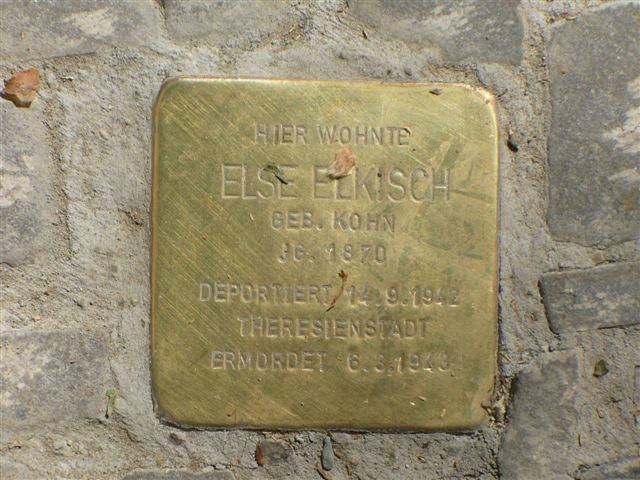 HIER WOHNTE
ELSE ELKISCH
GEB. KOHN
JG. 1870
DEPORTIERT 14.9.1942
THERESIENSTADT
ERMORDET 6.3.1943